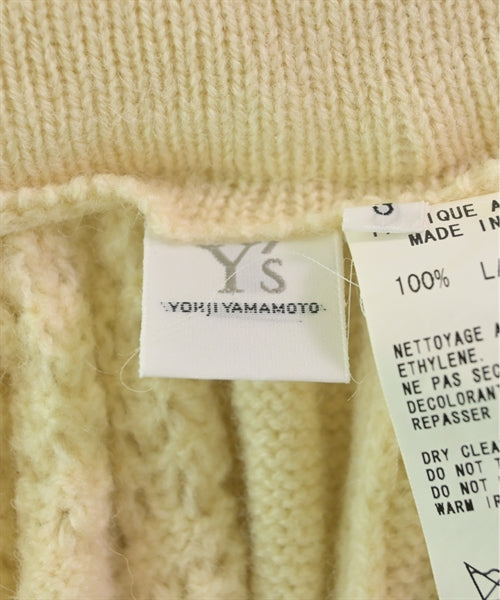 Y's
YOHJI YAMAMOTO
IQUE A
MADE IN
100% LA
NETTOYAGE A
ETHYLENE.
NE PAS SEC
DECOLORANT
REPASSER
DRY CLEA
DO NOT T
DO NOT
WARM IR